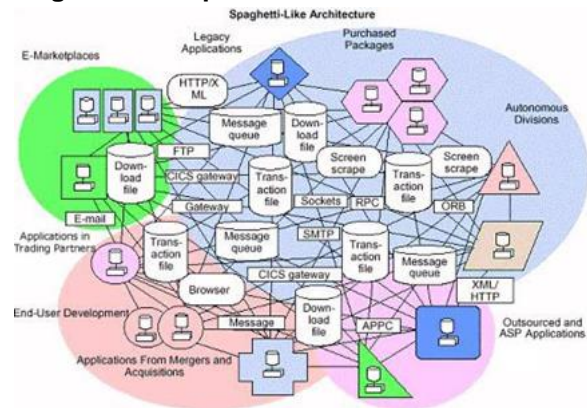 Spaghetti-Like Architecture
Legacy
Applications
Purchased
Packages
E-Marketplaces
HTTP/X
ML
Autonomous
Divisions
Message
queue
Down-
load
file
FTP
Down-
load
file
CICS gateway
Trans-
action
file
Screen
scrape
Trans-
action
file
Screen
scrape
Gateway
Sockets
RPC
ORB
E-mail
Applications in
Trading Partners
Trans-
action
file
Message
queue
SMTP
Trans-
action
file
Message
queue
CICS gateway
XML/
HTTP
Browser
End-User Development
Down-
load
file
Message
APPC
Outsourced and
ASP Applications
Applications From Mergers and
Acquisitions